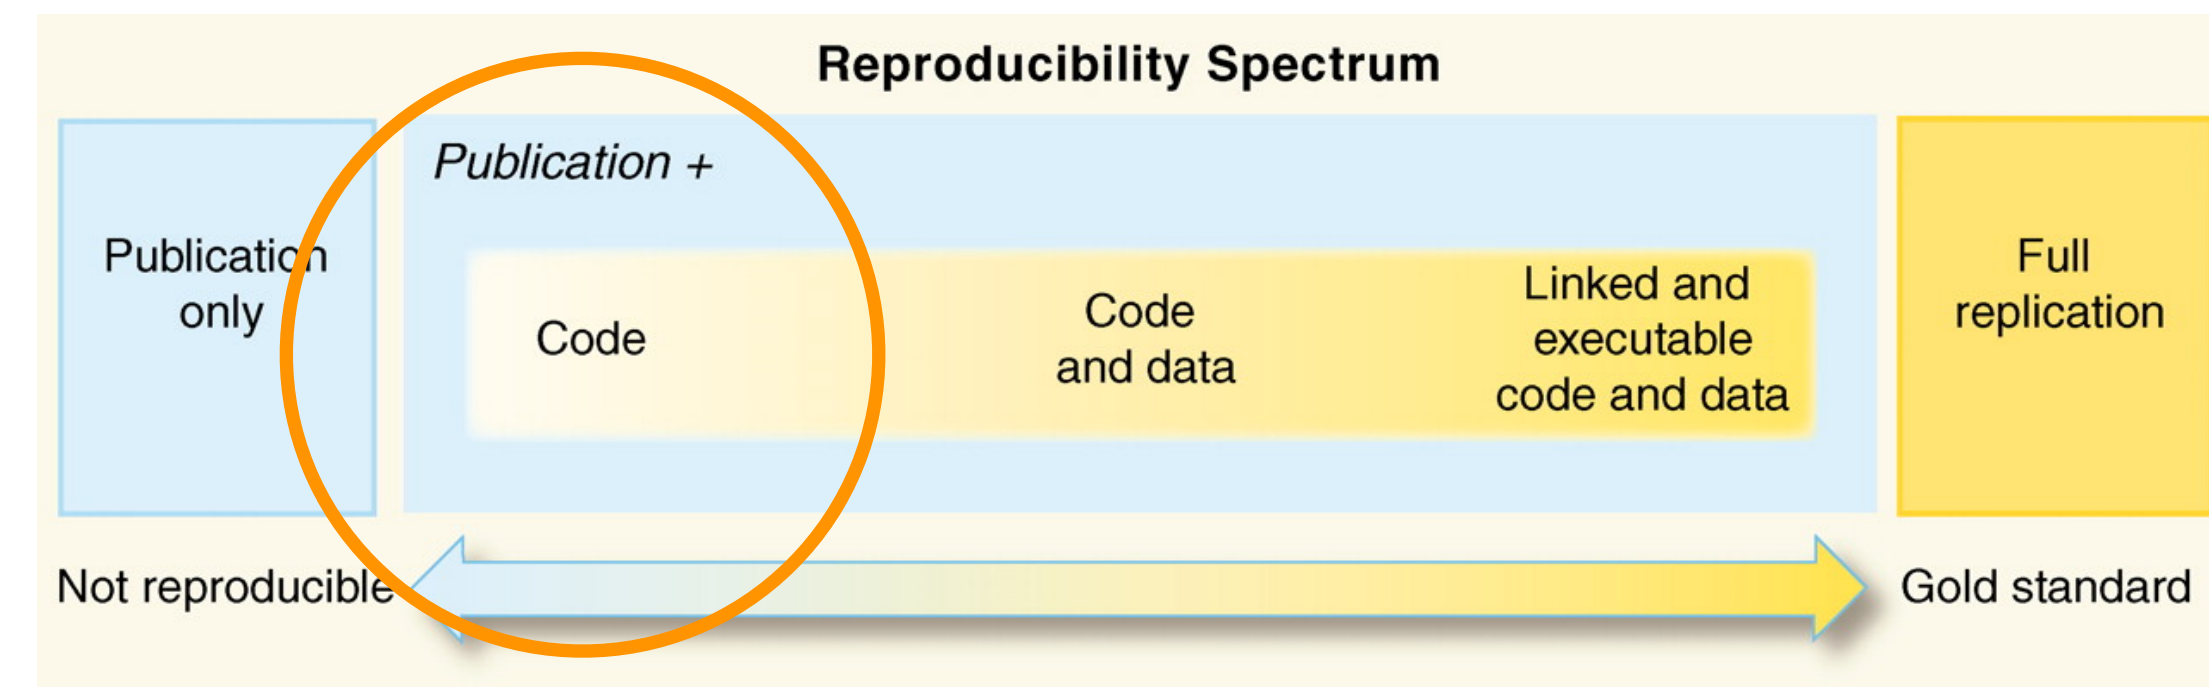 Reproducibility Spectrum
Publication
only
Publication +
Code
Code
and data
Linked and
executable
code and data
Full
replication
Not reproducible
Gold standard